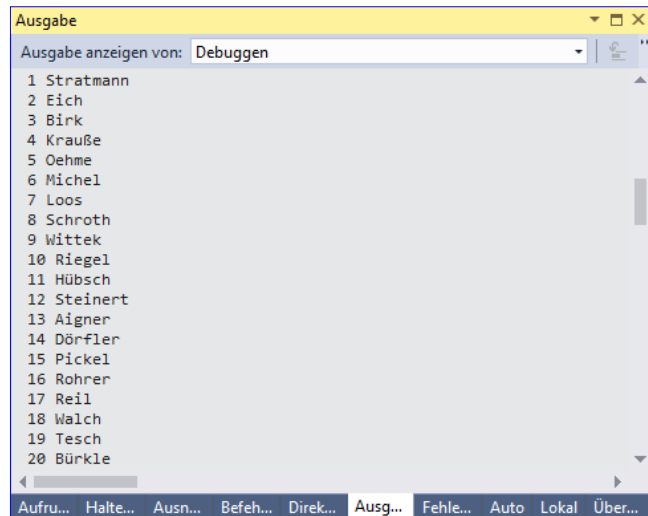 Ausgabe
Ausgabe anzeigen von: Debuggen
1 Stratmann
2 Eich
3 Birk
4 Krauße
5 Oehme
6 Michel
7 Loos
8 Schroth
9 Wittek
10 Riegel
11 Hübsch
12 Steinert
13 Aigner
14 Dörfler
15 Pickel
16 Rohrer
17 Reil
18 Walch
19 Tesch
20 Bürkle
Aufru... Halte... Ausn... Befeh... Direk... Ausg... Fehle... Auto Lokal Über...